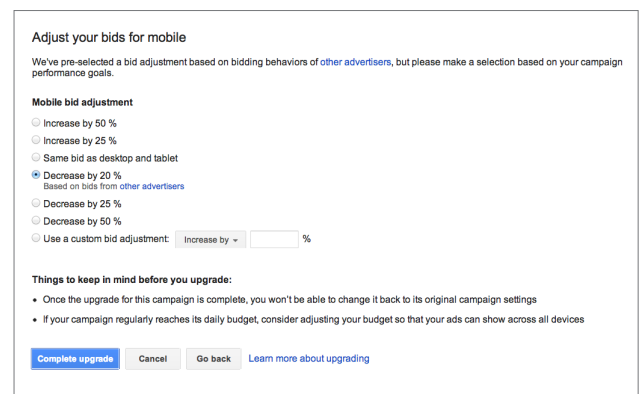 Adjust your bids for mobile
We've pre-selected a bid adjustment based on bidding behaviors of other advertisers, but please make a selection based on your campaign
performance goals.
Mobile bid adjustment
Increase by 50 %
Increase by 25 %
Same bid as desktop and tablet
Decrease by 20 %
Based on bids from other advertisers
Decrease by 25 %
Decrease by 50 %
Use a custom bid adjustment: Increase by %
Things to keep in mind before you upgrade:
• Once the upgrade for this campaign is complete, you won't be able to change it back to its original campaign settings
• If your campaign regularly reaches its daily budget, consider adjusting your budget so that your ads can show across all devices
Complete upgrade Cancel Go back Learn more about upgrading